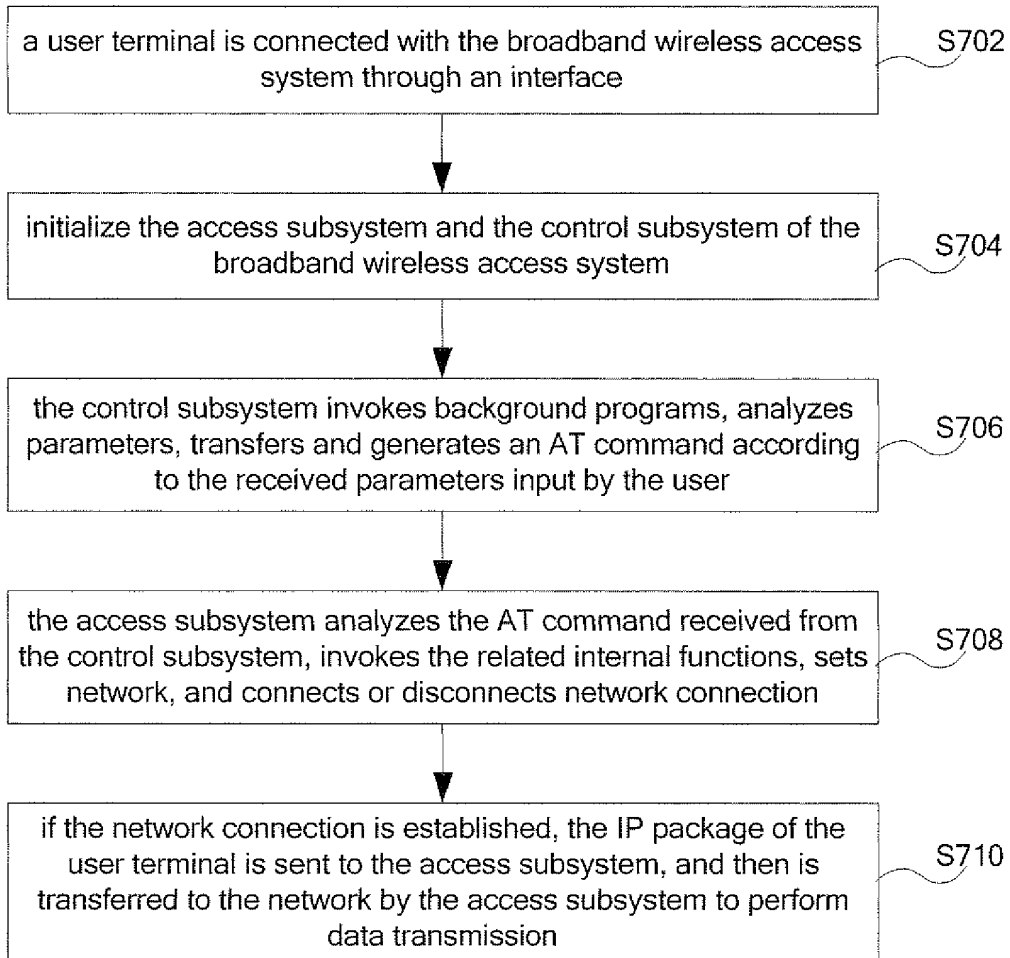 a user terminal is connected with the broadband wireless access
system through an interface
S702
initialize the access subsystem and the control subsystem of the
broadband wireless access system
S704
the control subsystem invokes background programs, analyzes
parameters, transfers and generates an AT command according
to the received parameters input by the user
S706
the access subsystem analyzes the AT command received from
the control subsystem, invokes the related internal functions, sets
network, and connects or disconnects network connection
S708
if the network connection is established, the IP package of the
user terminal is sent to the access subsystem, and then is
transferred to the network by the access subsystem to perform
data transmission
S710